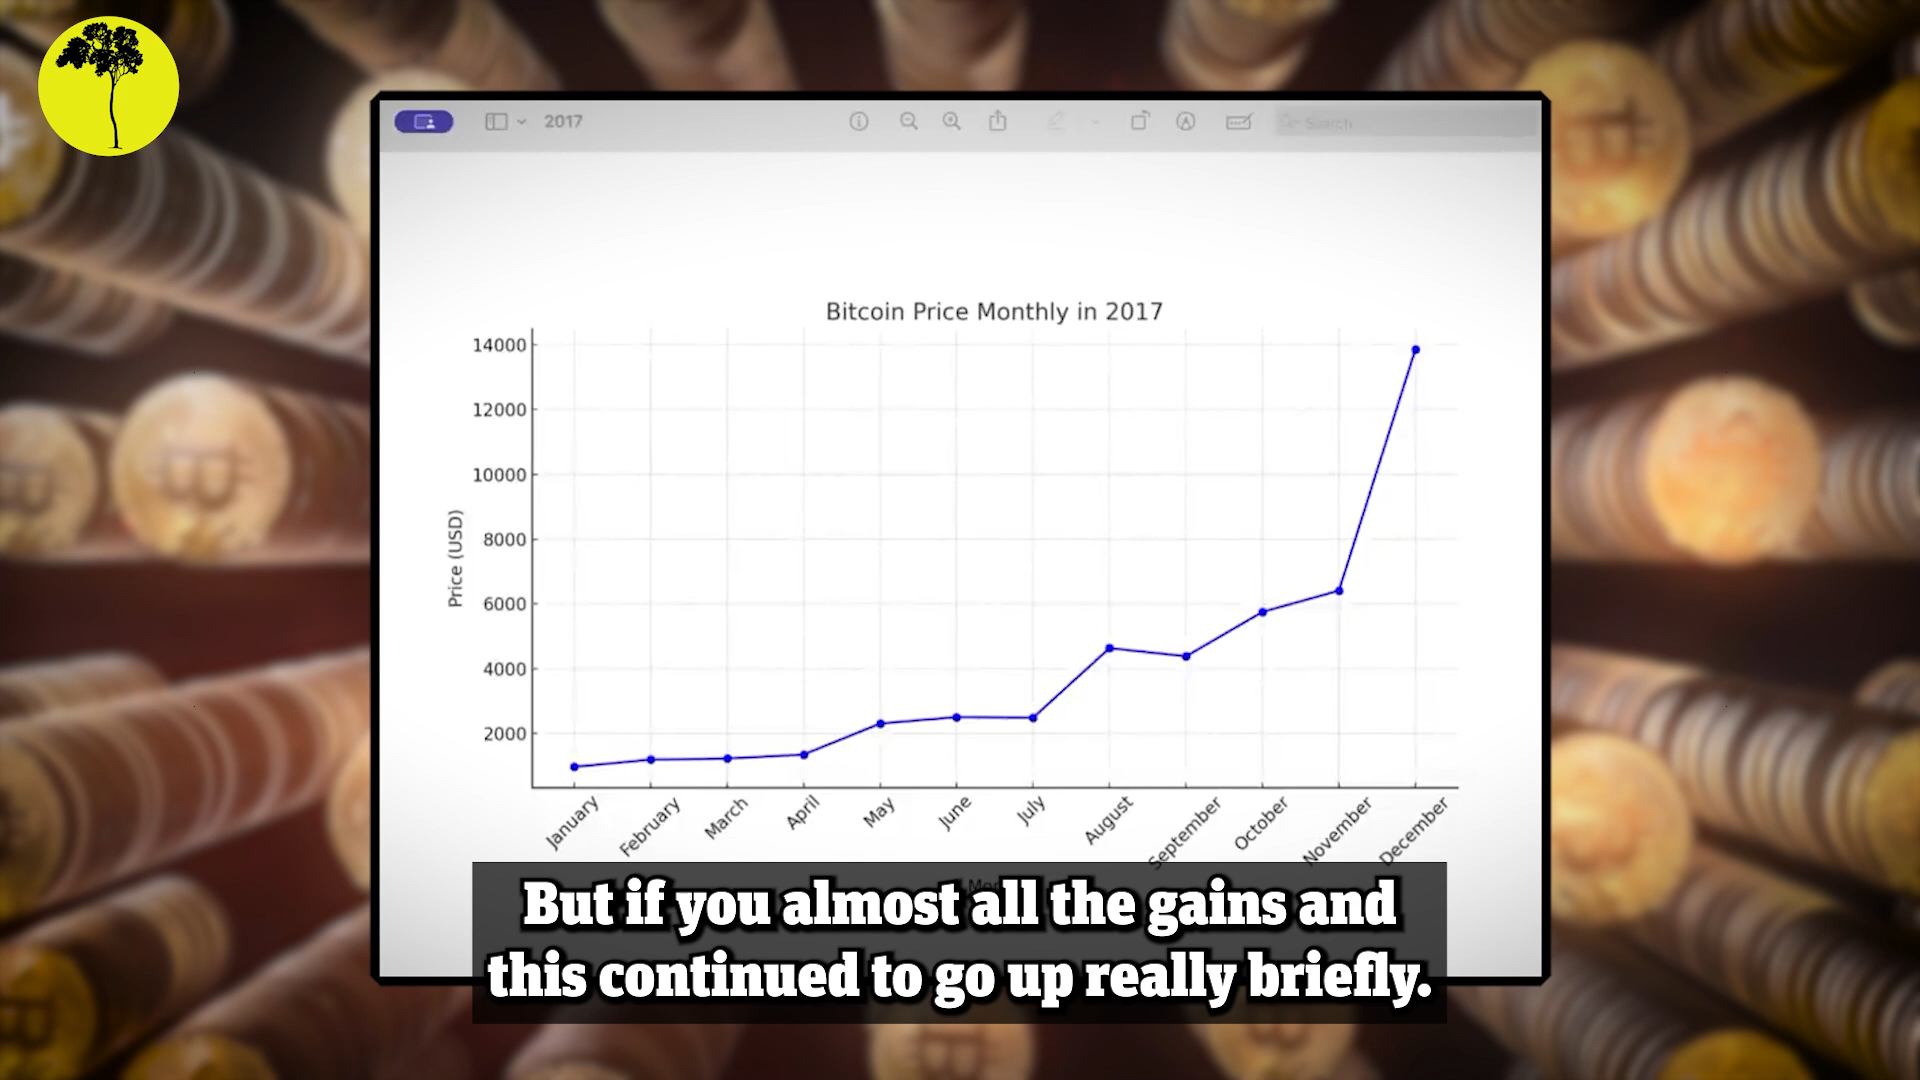 2017
Search
Bitcoin Price Monthly in 2017
14000
12000
10000
8000
6000
4000
2000
Price (USD)
January
February
March
April
May
June
July
August
September
October
November
December
But if you almost all the gains and
this continued to go up really briefly.